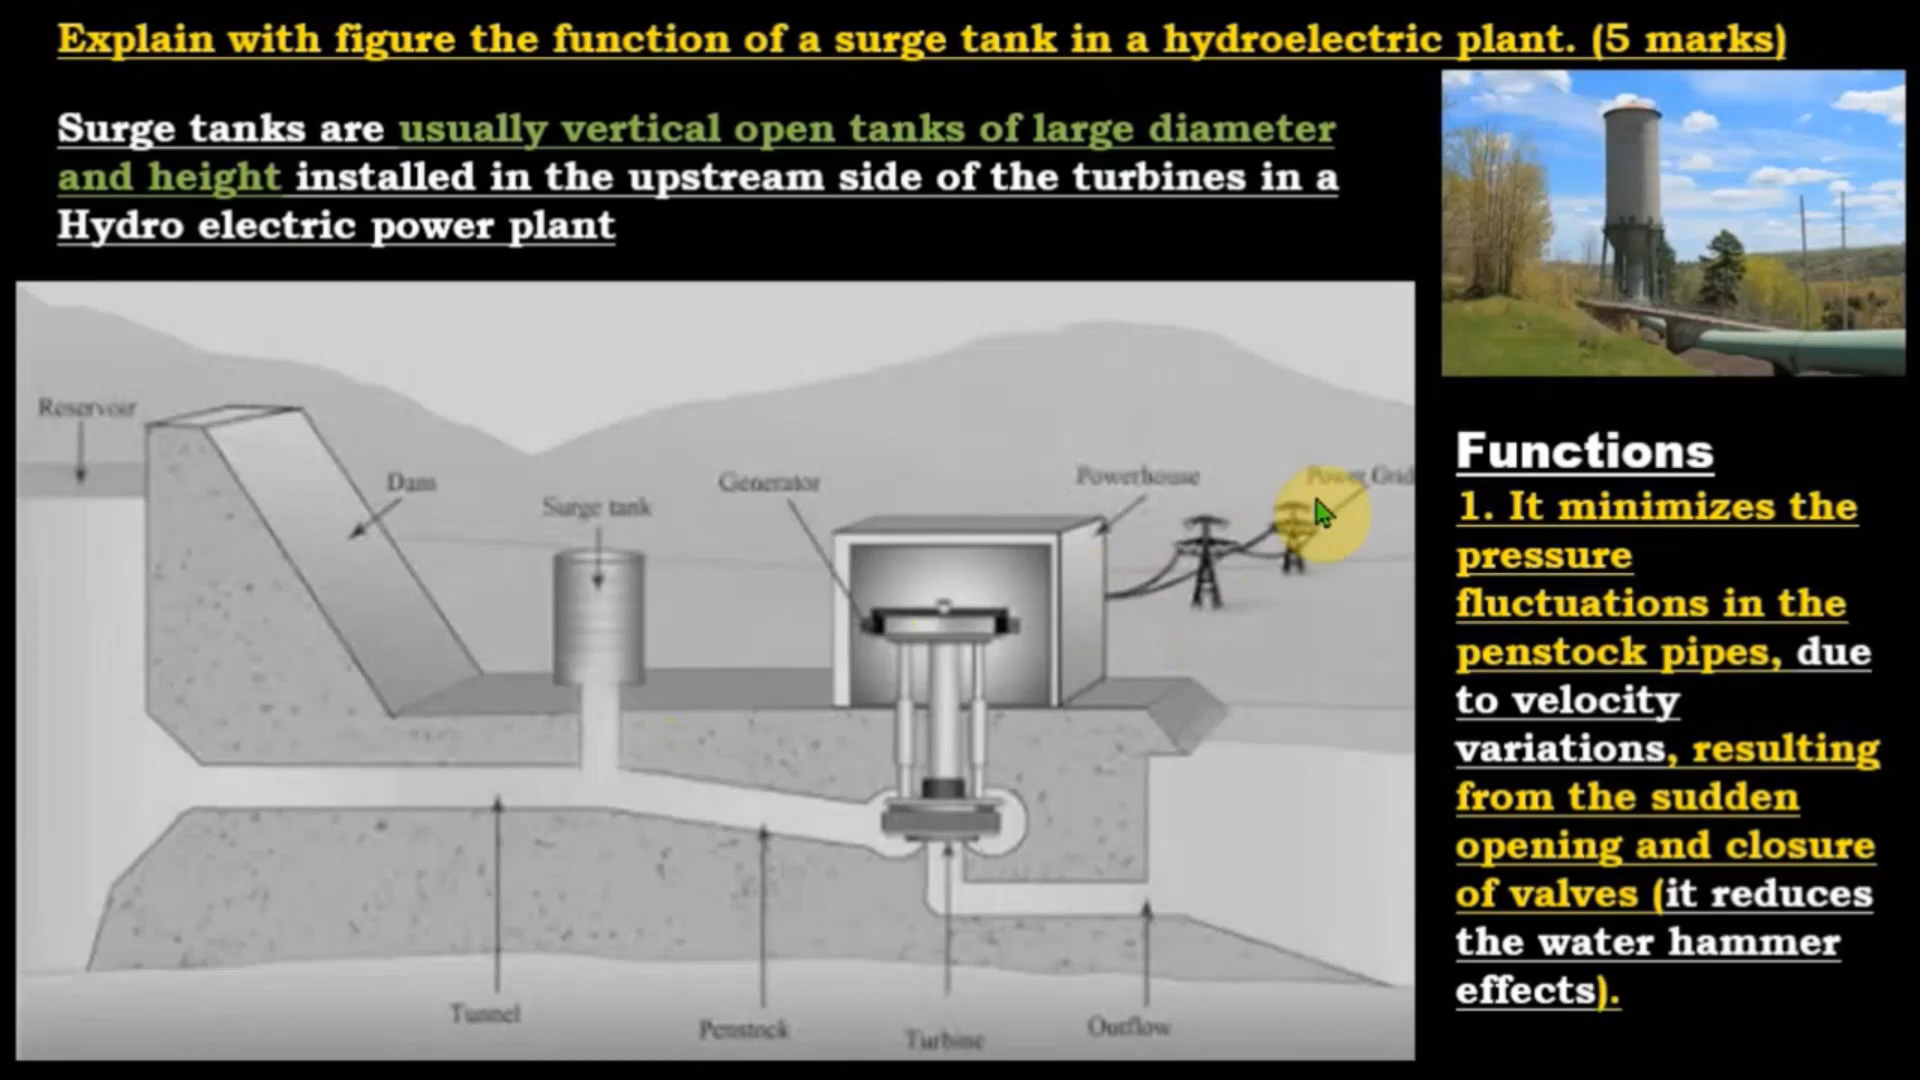 Explain with figure the function of a surge tank in a hydroelectric plant. (5 marks)
Surge tanks are usually vertical open tanks of large diameter
and height installed in the upstream side of the turbines in a
Hydro electric power plant
Reservoir
Dam
Surge tank
Generator
Powerhouse
Power Grid
Tunnel
Penstock
Turbine
Outflow
Functions
1. It minimizes the
pressure
fluctuations in the
penstock pipes, due
to velocity
variations, resulting
from the sudden
opening and closure
of valves (it reduces
the water hammer
effects).